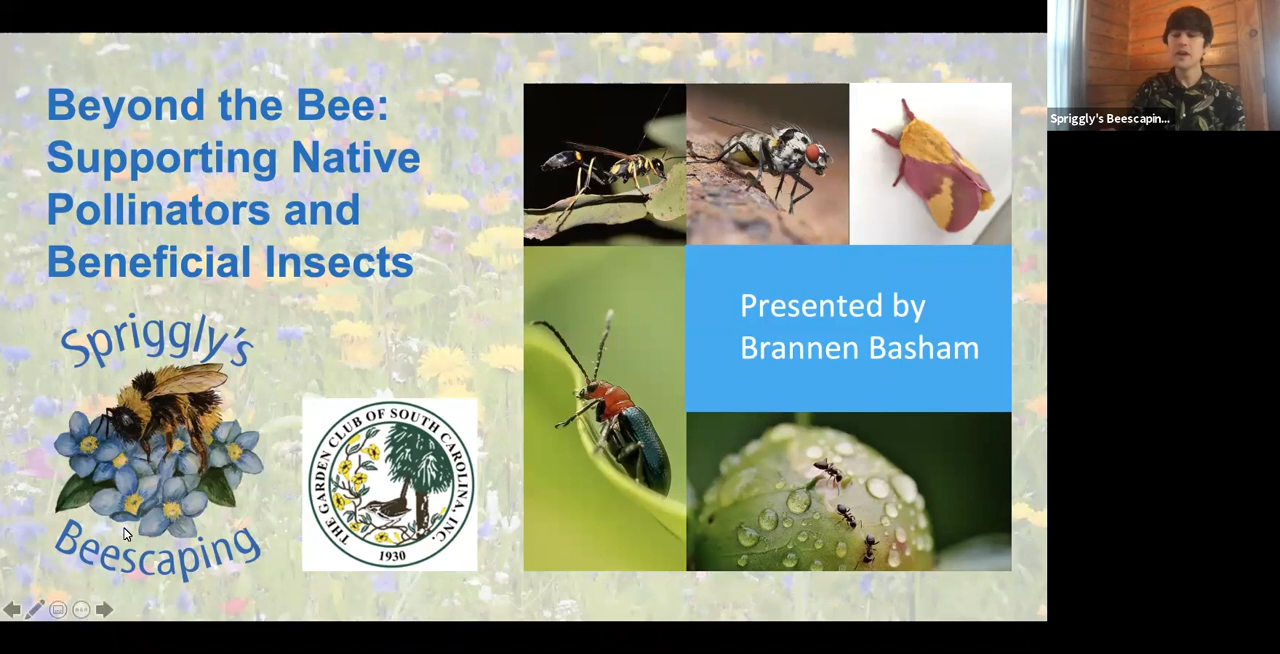 Beyond the Bee:
Supporting Native
Pollinators and
Beneficial Insects
Spriggly's
Beescaping
THE GARDEN CLUB OF SOUTH CAROLINA, INC.
1930
Presented by
Brannen Basham
Spriggly's Beescapin...